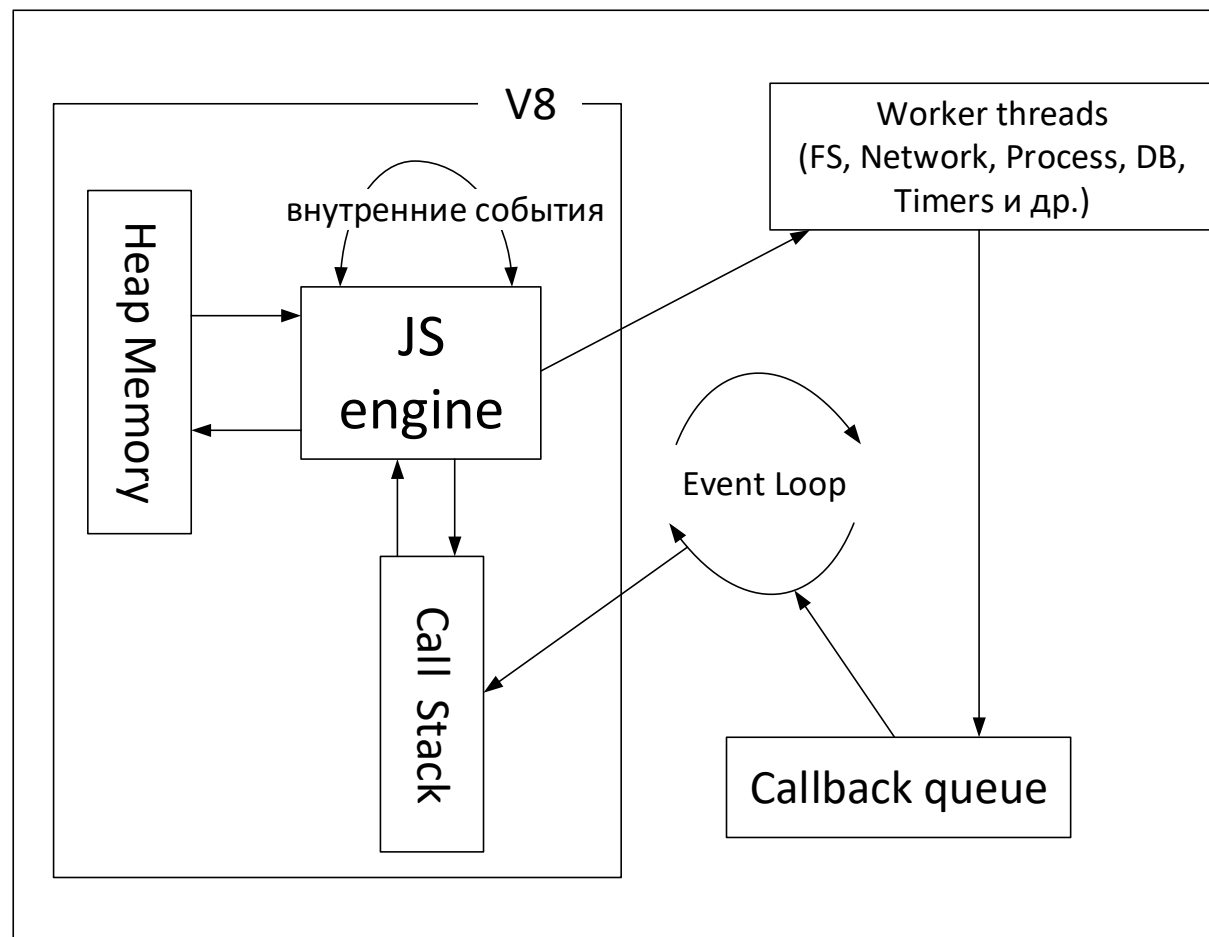 V8
Worker threads
(FS, Network, Process, DB,
Timers и др.)
внутренние события
Heap Memory
JS
engine
Event Loop
Call Stack
Callback queue